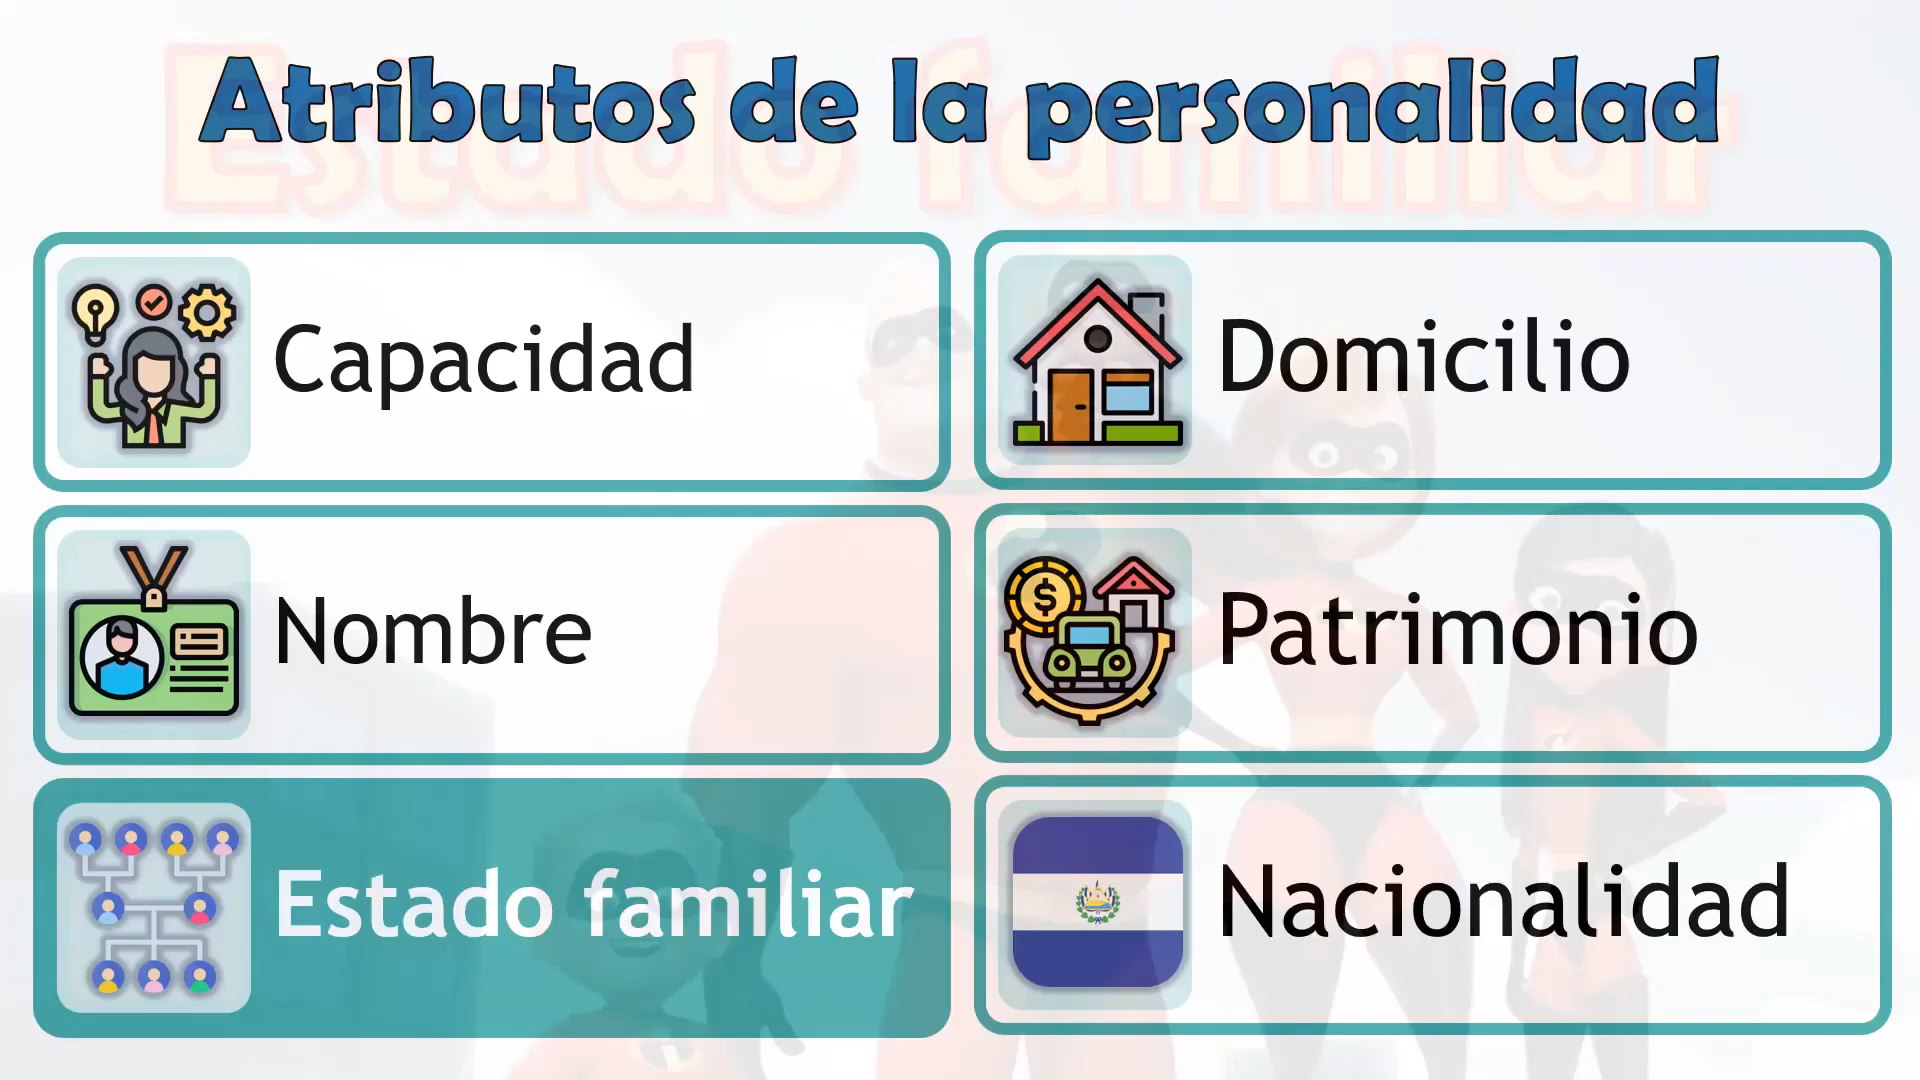 Atributos de la personalidad
Estado familiar
Capacidad
Domicilio
Nombre
Patrimonio
Estado familiar
Nacionalidad